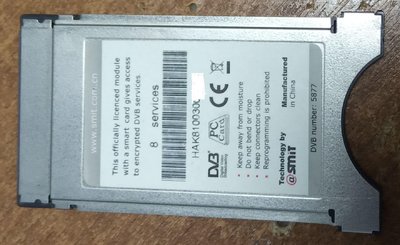 www.smit.com.cn
This officially licenced module
with a smart card gives access
to encrypted DVB services
8 services
HAK8100300
DVB
PC
Card
CE
• Keep away from moisture
• Do not bend or drop
• Keep connectors clean
• Reprogramming is prohibited
Technology by
@SMiT
Manufactured
in China
DVB number: 5877